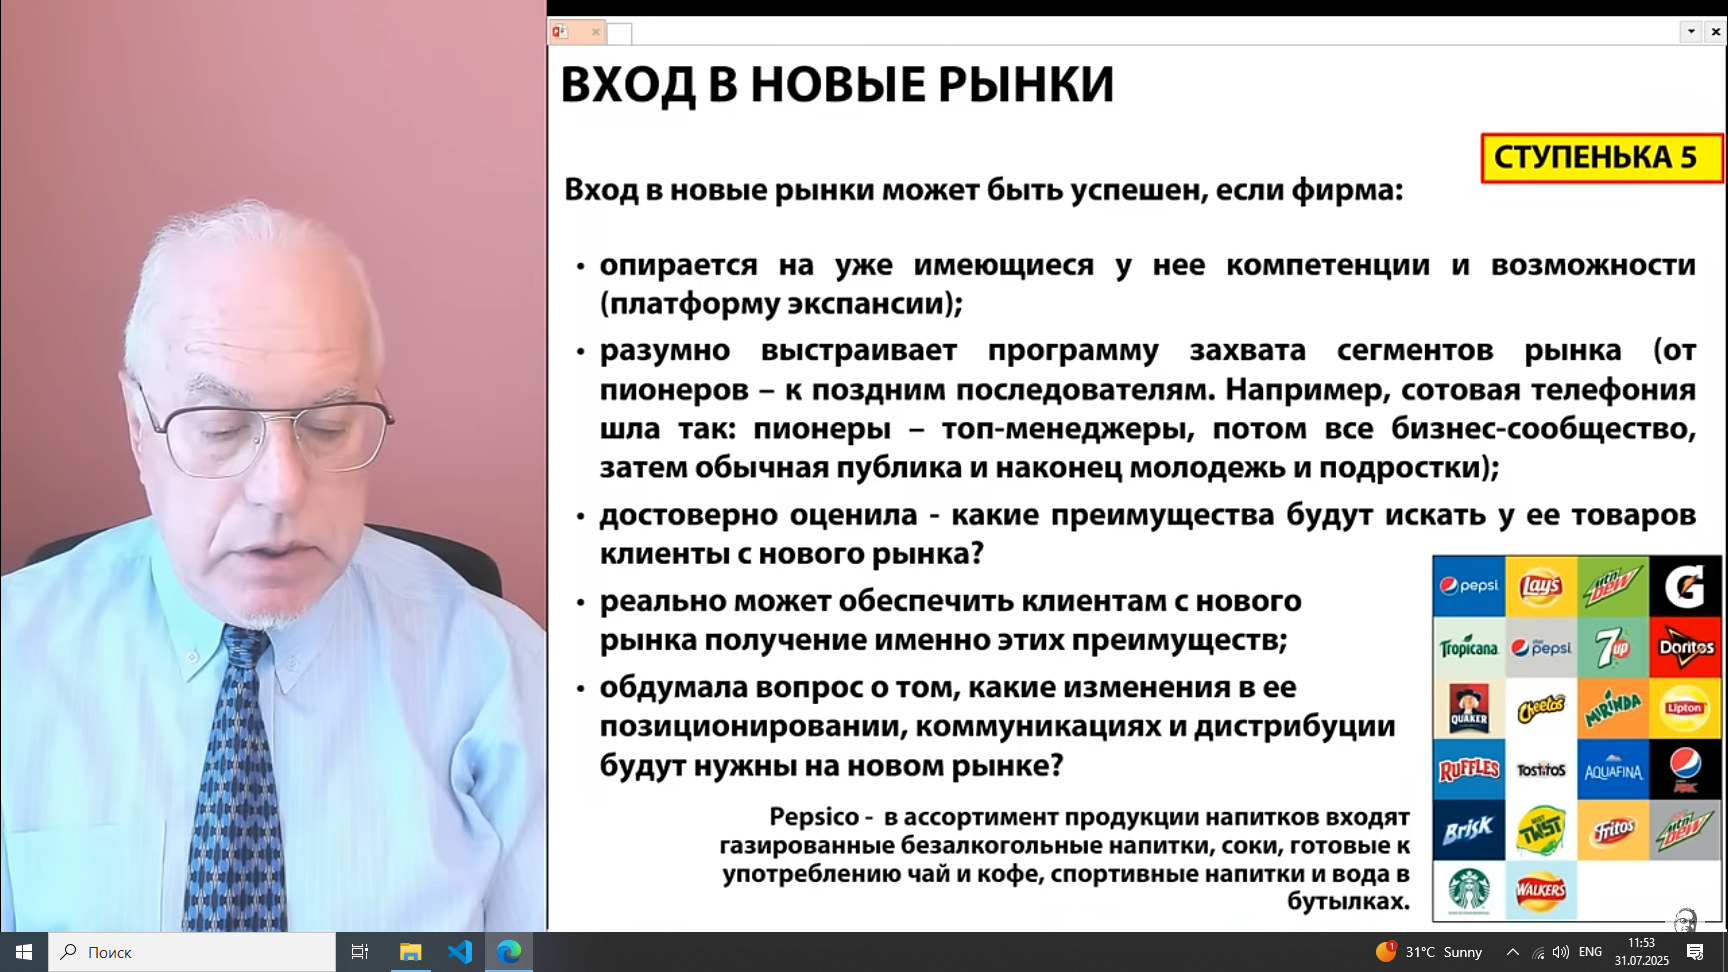 ВХОД В НОВЫЕ РЫНКИ
СТУПЕНЬКА 5
Вход в новые рынки может быть успешен, если фирма:
• опирается на уже имеющиеся у нее компетенции и возможности
(платформу экспансии);
• разумно выстраивает программу захвата сегментов рынка (от
пионеров – к поздним последователям. Например, сотовая телефония
шла так: пионеры – топ-менеджеры, потом все бизнес-сообщество,
затем обычная публика и наконец молодежь и подростки);
• достоверно оценила - какие преимущества будут искать у ее товаров
клиенты с нового рынка?
• реально может обеспечить клиентам с нового
рынка получение именно этих преимуществ;
• обдумала вопрос о том, какие изменения в ее
позиционировании, коммуникациях и дистрибуции
будут нужны на новом рынке?
Pepsico - в ассортимент продукции напитков входят
газированные безалкогольные напитки, соки, готовые к
употреблению чай и кофе, спортивные напитки и вода в
бутылках.
pepsi Lay's mtn DEW G
Tropicana pepsi 7up Doritos
QUAKER Cheetos MIRINDA Lipton
RUFFLES TOSTITOS AQUAFINA
BRISK TWIST Fritos mtn DEW
WALKERS
Поиск
1
31°C Sunny
ENG
11:53
31.07.2025